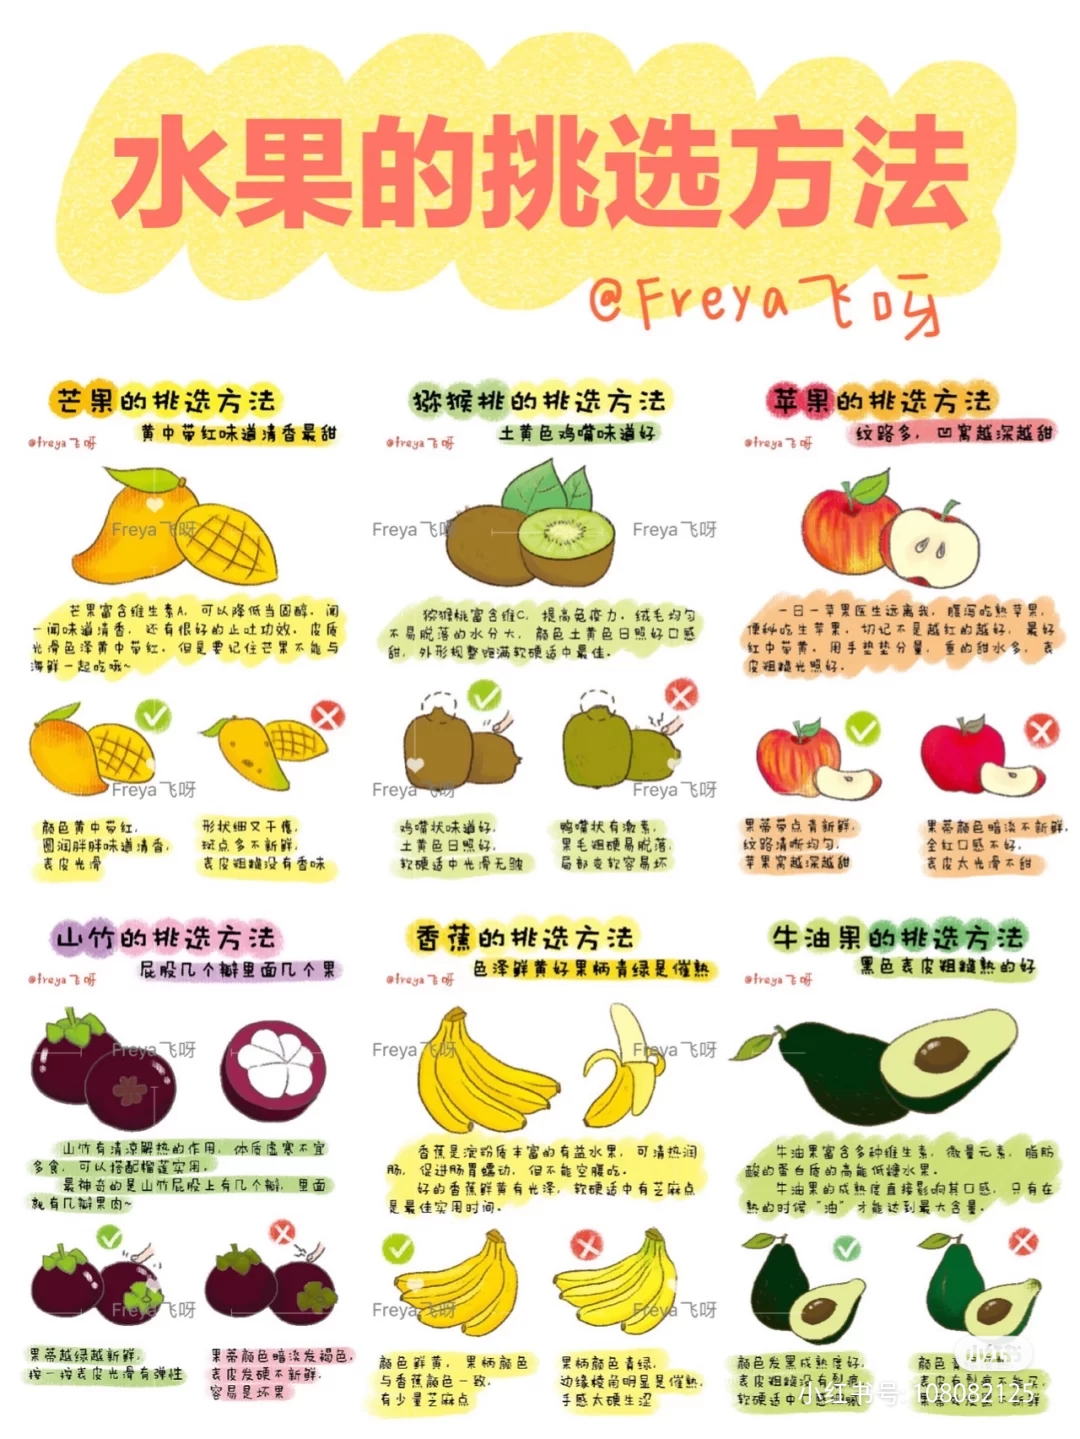 水果的挑选方法
@Freya飞呀
芒果的挑选方法
黄中带红味道清香最甜
@freya飞呀
Freya飞呀
芒果富含维生素A，可以降低当固醇，闻
一闻味道清香，还有很好的止吐功效。皮质
光滑色泽黄中带红。但是要记住芒果不能与
海鲜一起吃哦~
Freya飞呀
颜色黄中带红，
圆润胖胖味道清香，
表皮光滑
形状细又干瘪，
斑点多不新鲜，
表皮粗糙没有香味
猕猴桃的挑选方法
土黄色鸡嘴味道好
@freya飞呀
Freya飞呀
Freya飞呀
猕猴桃富含维C，提高免疫力。绒毛均匀
不易脱落的水分大，颜色土黄色日照好口感
甜，外形规整饱满软硬适中最佳。
Freya飞呀
Freya飞呀
鸡嘴状味道好，
土黄色日照好，
软硬适中光滑无皱
鸭嘴状有激素，
果毛粗硬易脱落，
局部变软容易坏
苹果的挑选方法
纹路多，凹窝越深越甜
@freya飞呀
一日一苹果医生远离我，腹泻吃熟苹果，
便秘吃生苹果，切记不是越红的越好，最好
红中带黄。用手垫垫分量，重的甜水多，表
皮粗糙光照好。
果蒂带点青新鲜，
纹路清晰均匀，
苹果窝越深越甜
果蒂颜色暗淡不新鲜，
全红口感不好，
表皮太光滑不甜
山竹的挑选方法
屁股几个瓣里面几个果
@freya飞呀
Freya飞呀
山竹有清凉解热的作用，体质虚寒不宜
多食，可以搭配榴莲实用。
最神奇的是山竹屁股上有几个瓣，里面
就有几瓣果肉~
Freya飞呀
果蒂越绿越新鲜，
按一按表皮光滑有弹性
果蒂颜色暗淡发褐色，
表皮发硬不新鲜，
容易是坏果
香蕉的挑选方法
色泽鲜黄好果柄青绿是催熟
@freya飞呀
Freya飞呀
Freya飞呀
香蕉是淀粉质丰富的有益水果，可清热润
肠，促进肠胃蠕动，但不能空腹吃。
好的香蕉鲜黄有光泽，软硬适中有芝麻点
是最佳实用时间。
Freya飞呀
Freya飞呀
颜色鲜黄，果柄颜色
与香蕉颜色一致，
有少量芝麻点
果柄颜色青绿，
边缘棱角明显是催熟，
手感太硬生涩
牛油果的挑选方法
黑色表皮粗糙熟的好
@freya飞呀
牛油果富含多种维生素，微量元素，脂肪
酸的蛋白质的高能低糖水果。
牛油果的成熟度直接影响其口感，只有在
熟的时候“油”才能达到最大含量。
颜色发黑成熟度好，
表皮粗糙没有裂痕，
软硬适中
颜色
小红书
小红书号: 108082125